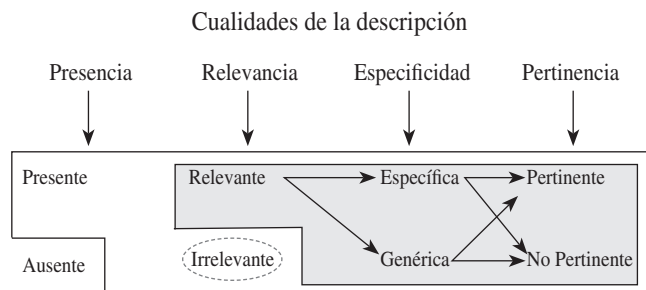 Cualidades de la descripción
Presencia Relevancia Especificidad Pertinencia
Presente Relevante Específica Pertinente
Ausente Irrelevante Genérica No Pertinente